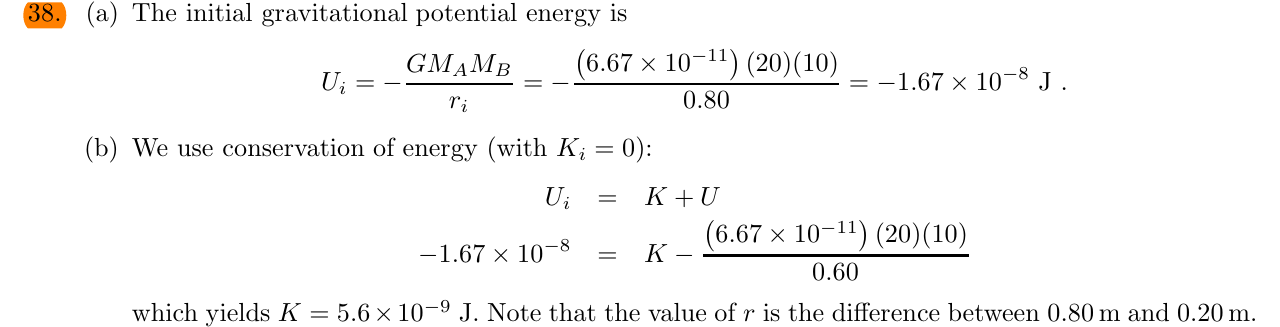 38. (a) The initial gravitational potential energy is
U_i = − GM_A M_B / r_i = − (6.67 × 10^−11) (20)(10) / 0.80 = −1.67 × 10^−8 J .
(b) We use conservation of energy (with K_i = 0):
U_i = K + U
−1.67 × 10^−8 = K − (6.67 × 10^−11) (20)(10) / 0.60
which yields K = 5.6 × 10^−9 J. Note that the value of r is the difference between 0.80 m and 0.20 m.